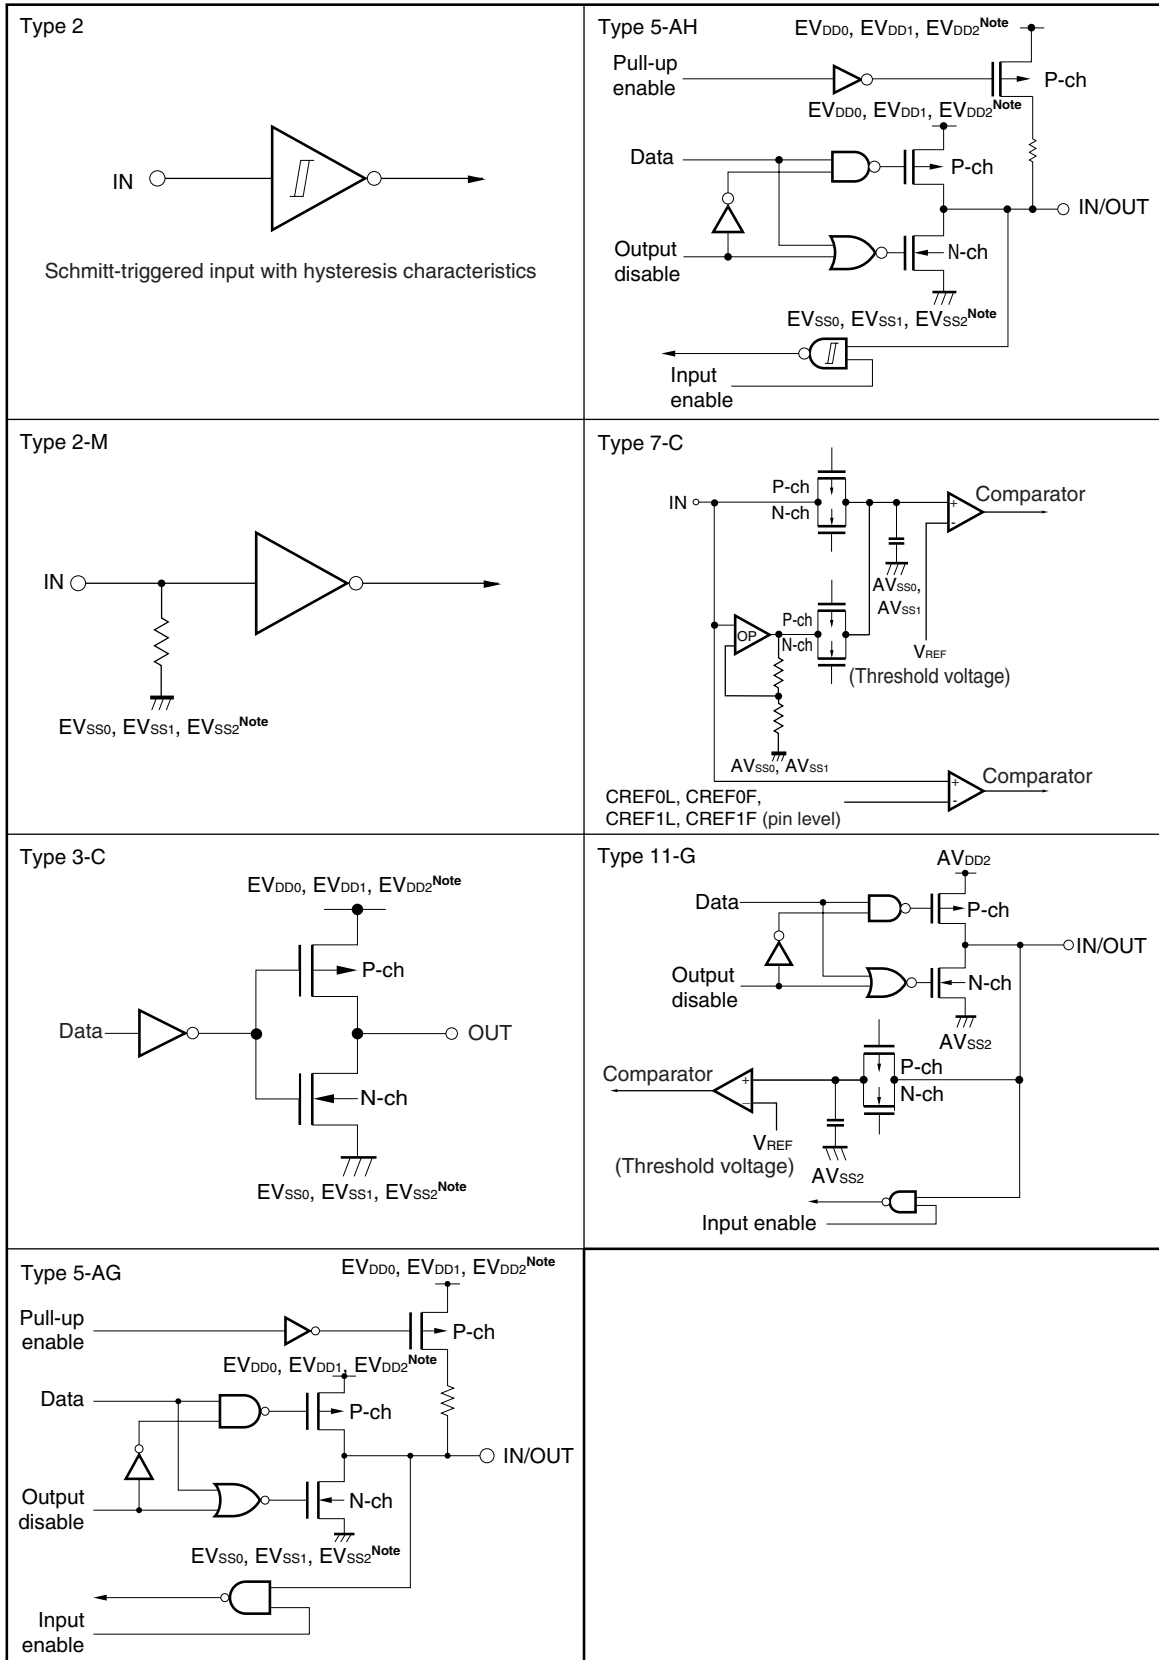 Type 2
IN
Schmitt-triggered input with hysteresis characteristics
Type 5-AH
EVDD0, EVDD1, EVDD2Note
Pull-up
enable
P-ch
EVDD0, EVDD1, EVDD2Note
Data
P-ch
IN/OUT
Output
disable
N-ch
EVSS0, EVSS1, EVSS2Note
Input
enable
Type 2-M
IN
EVSS0, EVSS1, EVSS2Note
Type 7-C
IN
P-ch
N-ch
+
-
Comparator
AVSS0,
AVSS1
OP
P-ch
N-ch
VREF
(Threshold voltage)
AVSS0, AVSS1
+
-
Comparator
CREF0L, CREF0F,
CREF1L, CREF1F (pin level)
Type 3-C
EVDD0, EVDD1, EVDD2Note
P-ch
Data
OUT
N-ch
EVSS0, EVSS1, EVSS2Note
Type 11-G
AVDD2
Data
P-ch
IN/OUT
Output
disable
N-ch
AVSS2
P-ch
N-ch
Comparator
+
–
VREF
(Threshold voltage)
AVSS2
Input enable
Type 5-AG
EVDD0, EVDD1, EVDD2Note
Pull-up
enable
P-ch
EVDD0, EVDD1, EVDD2Note
Data
P-ch
IN/OUT
Output
disable
N-ch
EVSS0, EVSS1, EVSS2Note
Input
enable